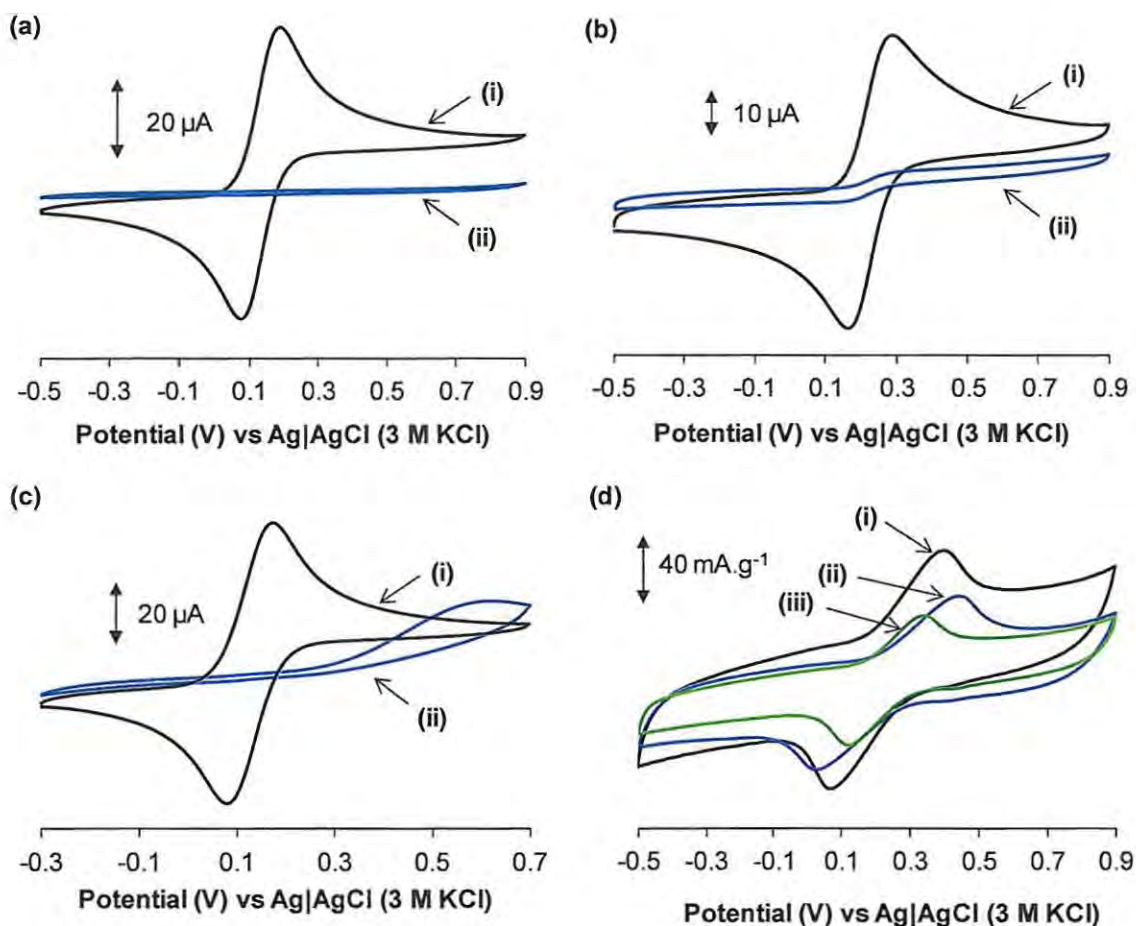 (a)
(i)
20 µA
(ii)
-0.5 -0.3 -0.1 0.1 0.3 0.5 0.7 0.9
Potential (V) vs Ag|AgCl (3 M KCl)
(b)
(i)
10 µA
(ii)
-0.5 -0.3 -0.1 0.1 0.3 0.5 0.7 0.9
Potential (V) vs Ag|AgCl (3 M KCl)
(c)
(i)
20 µA
(ii)
-0.3 -0.1 0.1 0.3 0.5 0.7
Potential (V) vs Ag|AgCl (3 M KCl)
(d)
(i)
40 mA.g-1
(ii)
(iii)
-0.5 -0.3 -0.1 0.1 0.3 0.5 0.7 0.9
Potential (V) vs Ag|AgCl (3 M KCl)